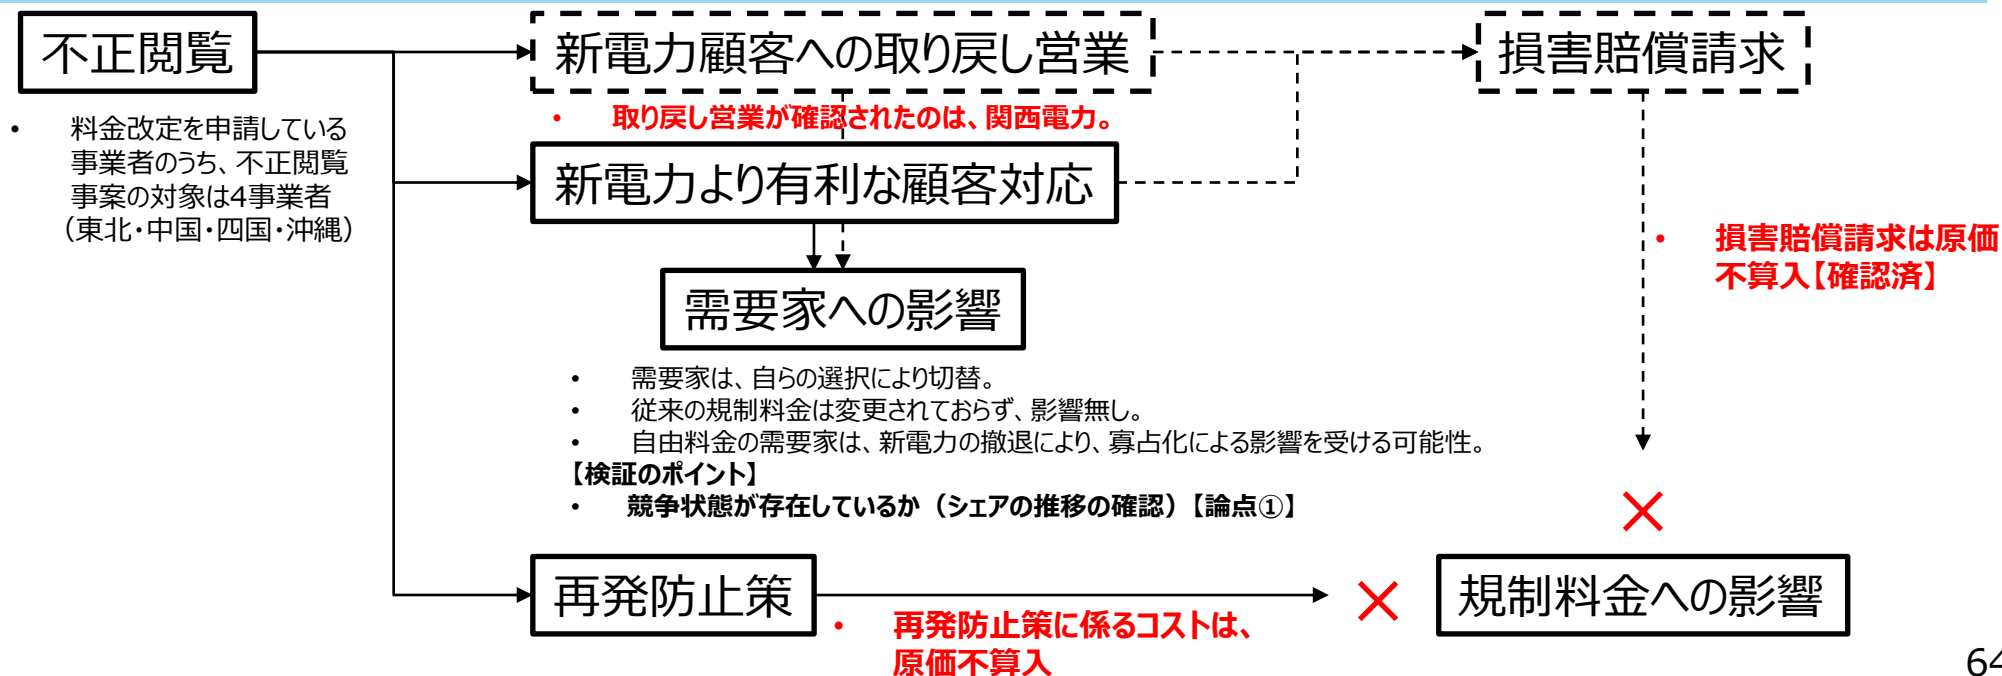 不正閲覧
• 料金改定を申請している
事業者のうち、不正閲覧
事案の対象は4事業者
（東北・中国・四国・沖縄）
新電力顧客への取り戻し営業
• 取り戻し営業が確認されたのは、関西電力。
新電力より有利な顧客対応
損害賠償請求
• 損害賠償請求は原価
不算入【確認済】
需要家への影響
• 需要家は、自らの選択により切替。
• 従来の規制料金は変更されておらず、影響無し。
• 自由料金の需要家は、新電力の撤退により、寡占化による影響を受ける可能性。
【検証のポイント】
• 競争状態が存在しているか（シェアの推移の確認）【論点①】
再発防止策
• 再発防止策に係るコストは、
原価不算入
規制料金への影響
64